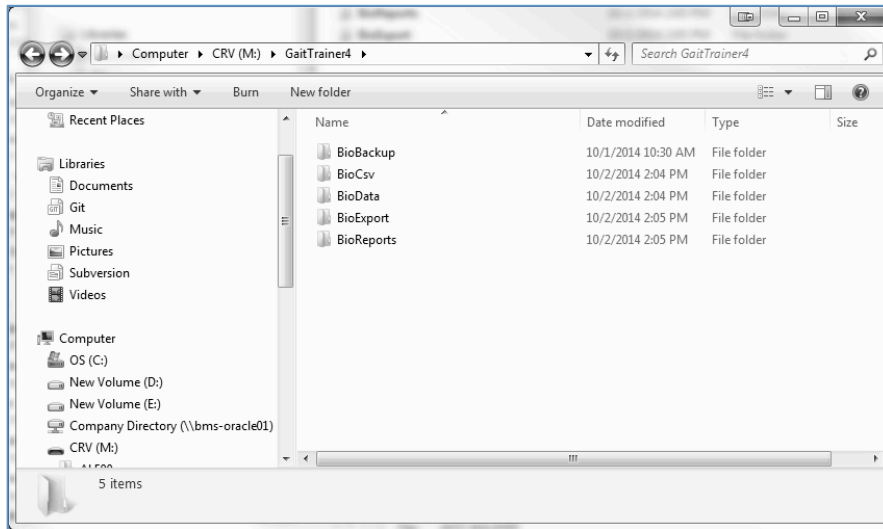 Computer ▸ CRV (M:) ▸ GaitTrainer4 ▸
Search GaitTrainer4
Organize ▼ Share with ▼ Burn New folder
Name Date modified Type Size
Recent Places
Libraries
Documents
Git
Music
Pictures
Subversion
Videos
Computer
OS (C:)
New Volume (D:)
New Volume (E:)
Company Directory (\\bms-oracle01)
CRV (M:)
BioBackup 10/1/2014 10:30 AM File folder
BioCsv 10/2/2014 2:04 PM File folder
BioData 10/2/2014 2:04 PM File folder
BioExport 10/2/2014 2:05 PM File folder
BioReports 10/2/2014 2:05 PM File folder
5 items